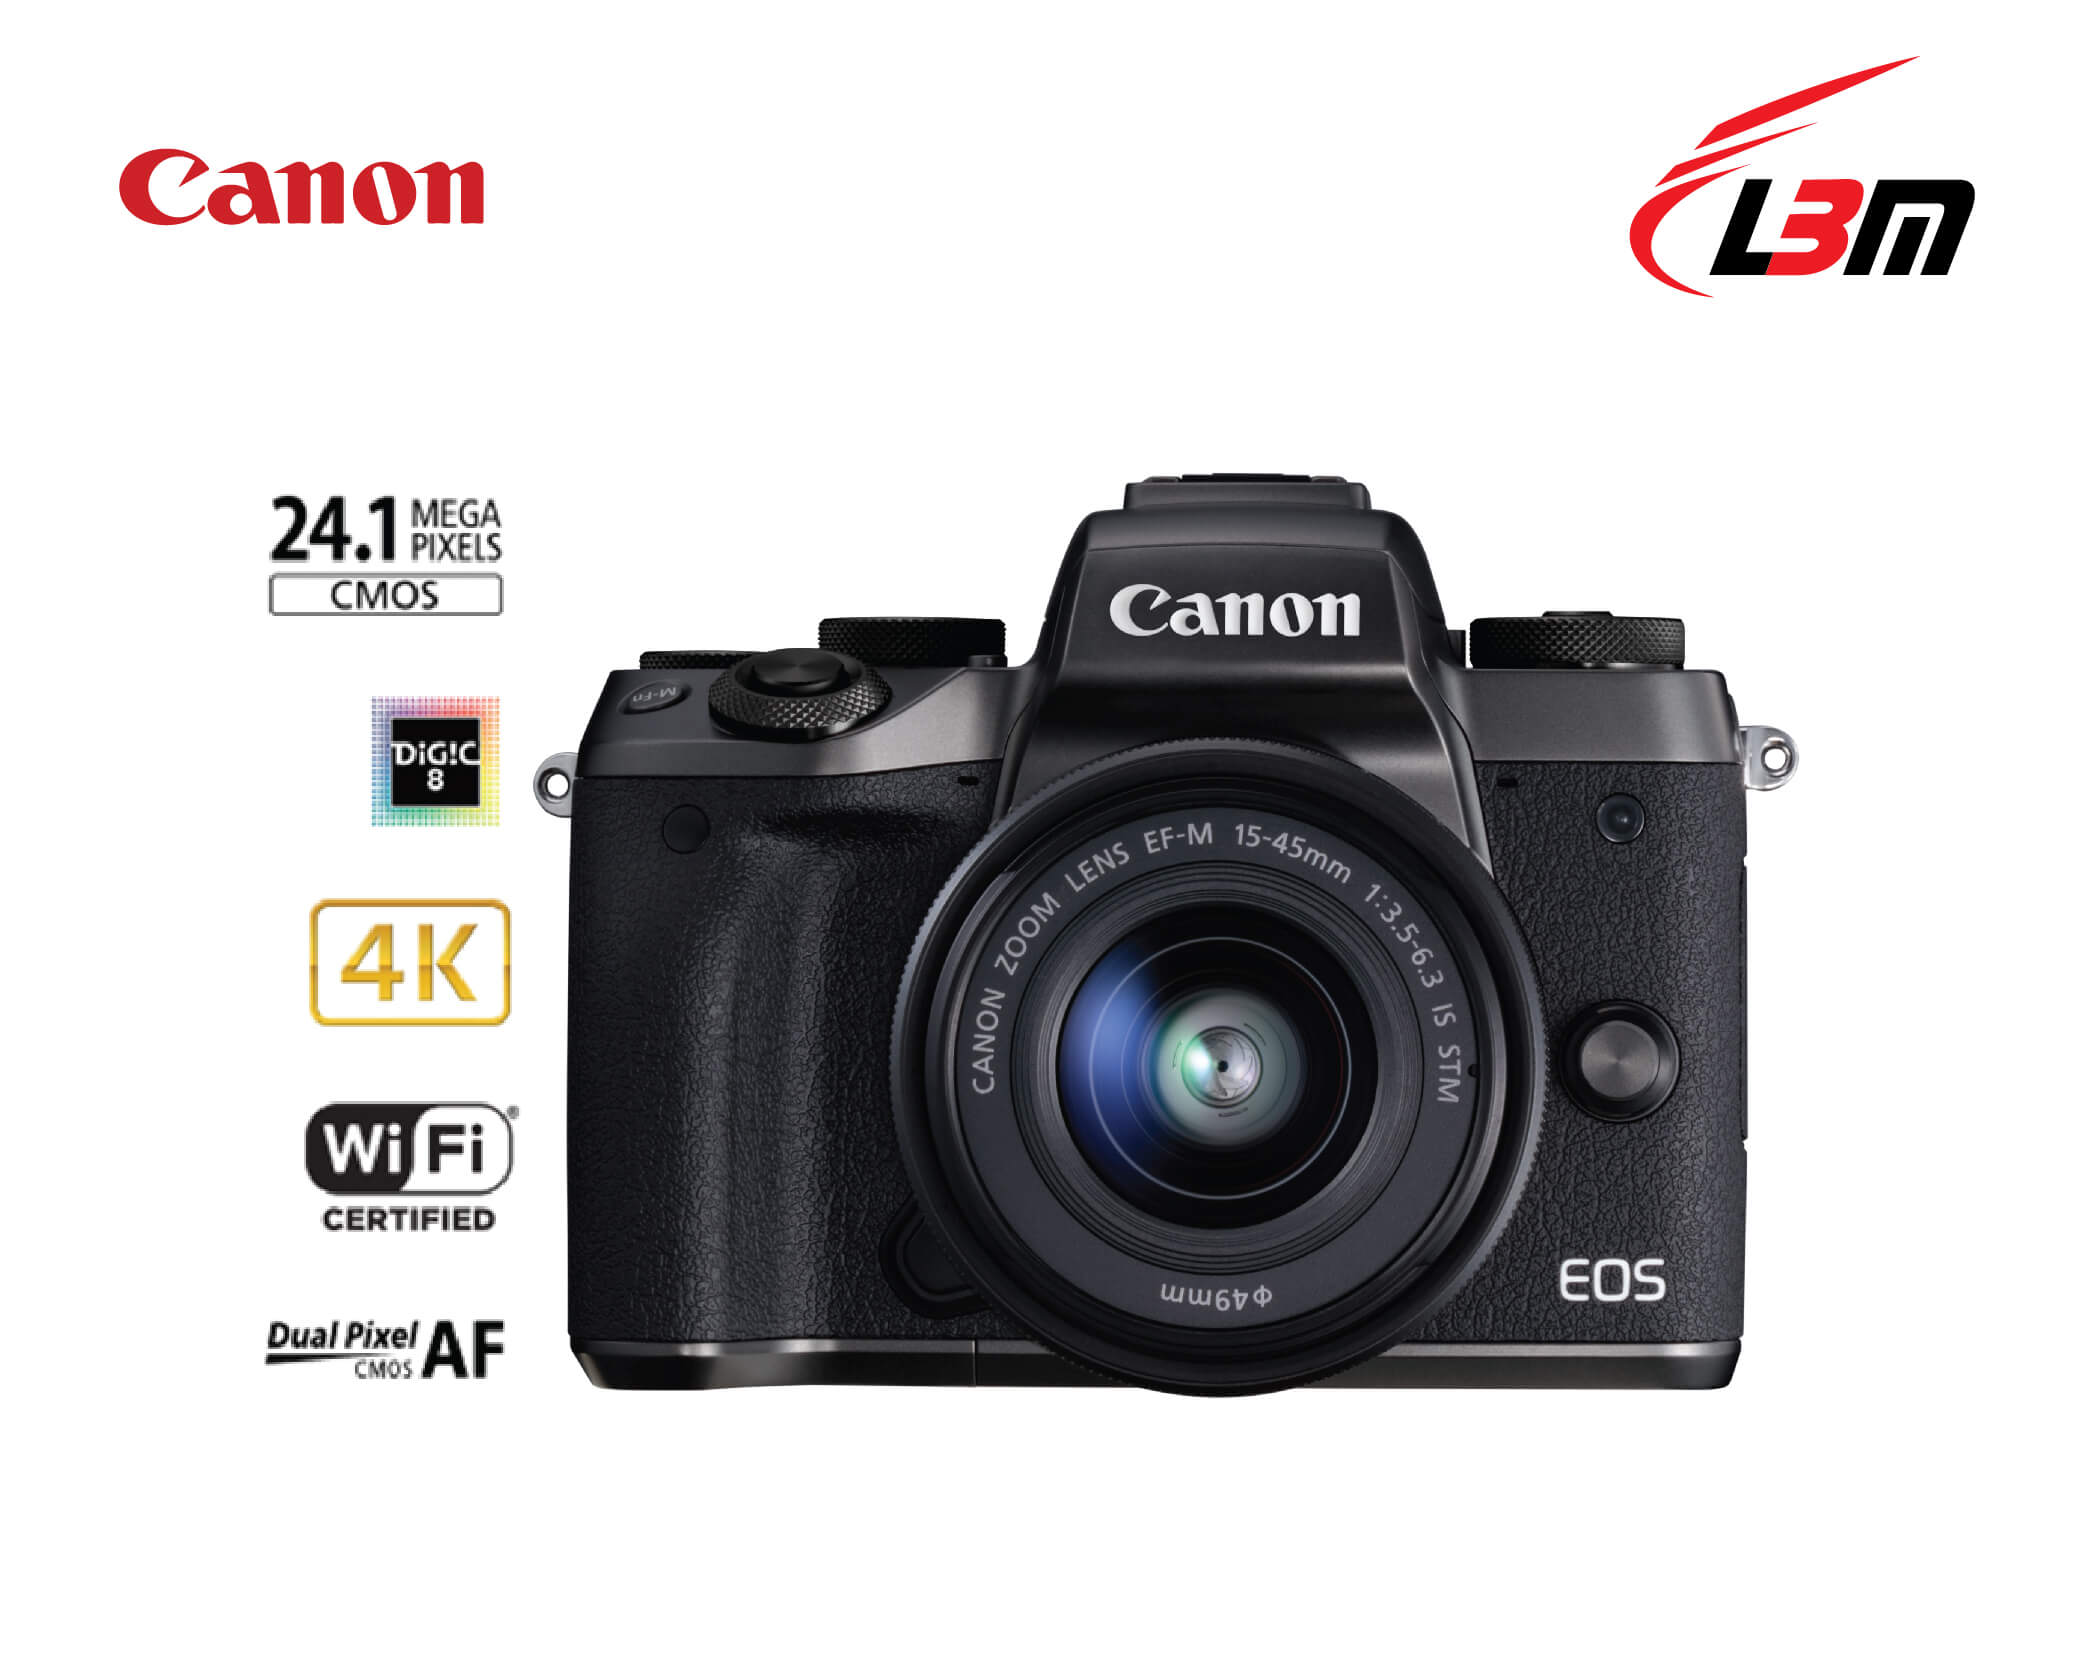 Canon
L3M
24.1 MEGA PIXELS
CMOS
DiG!C
8
4K
WiFi®
CERTIFIED
Dual Pixel CMOS AF
Canon
M-Fn
CANON ZOOM LENS EF-M 15-45mm 1:3.5-6.3 IS STM
Φ49mm
EOS